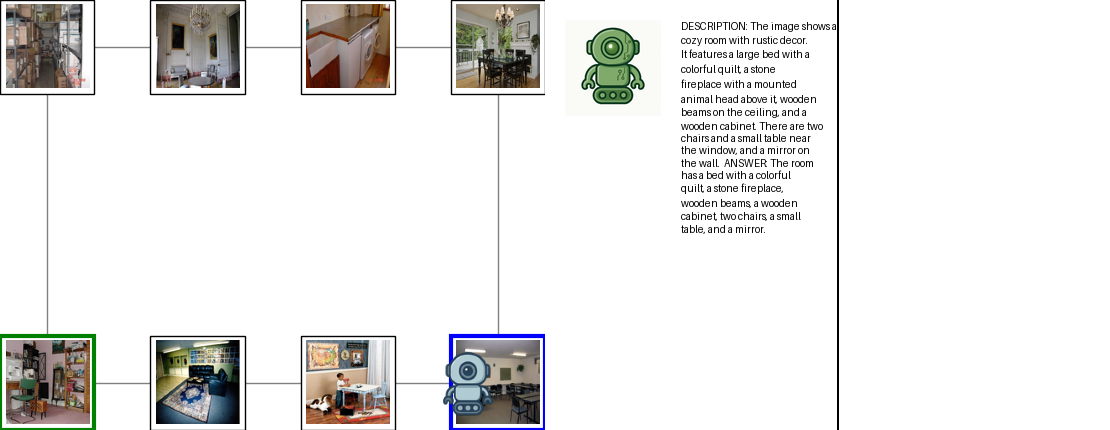 DESCRIPTION: The image shows a
cozy room with rustic decor.
It features a large bed with a
colorful quilt, a stone
fireplace with a mounted
animal head above it, wooden
beams on the ceiling, and a
wooden cabinet. There are two
chairs and a small table near
the window, and a mirror on
the wall. ANSWER: The room
has a bed with a colorful
quilt, a stone fireplace,
wooden beams, a wooden
cabinet, two chairs, a small
table, and a mirror.